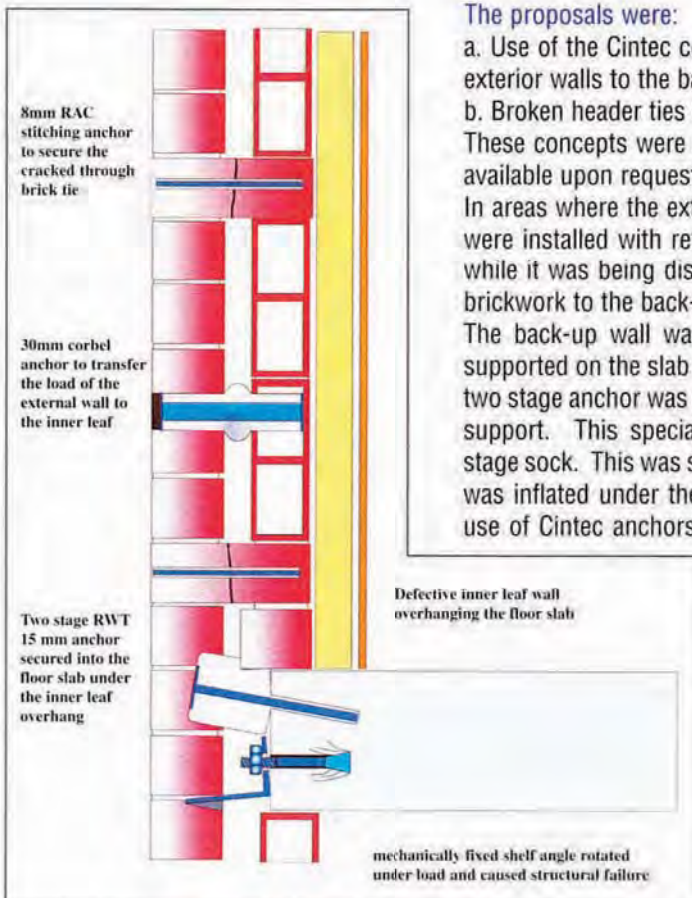 The proposals were:
a. Use of the Cintec c
exterior walls to the ba
b. Broken header ties
These concepts were
available upon request
In areas where the ext
were installed with re
while it was being dis
brickwork to the back-
The back-up wall wa
supported on the slab
two stage anchor was
support. This specia
stage sock. This was s
was inflated under the
use of Cintec anchors
8mm RAC
stitching anchor
to secure the
cracked through
brick tie
30mm corbel
anchor to transfer
the load of the
external wall to
the inner leaf
Two stage RWT
15 mm anchor
secured into the
floor slab under
the inner leaf
overhang
Defective inner leaf wall
overhanging the floor slab
mechanically fixed shelf angle rotated
under load and caused structural failure